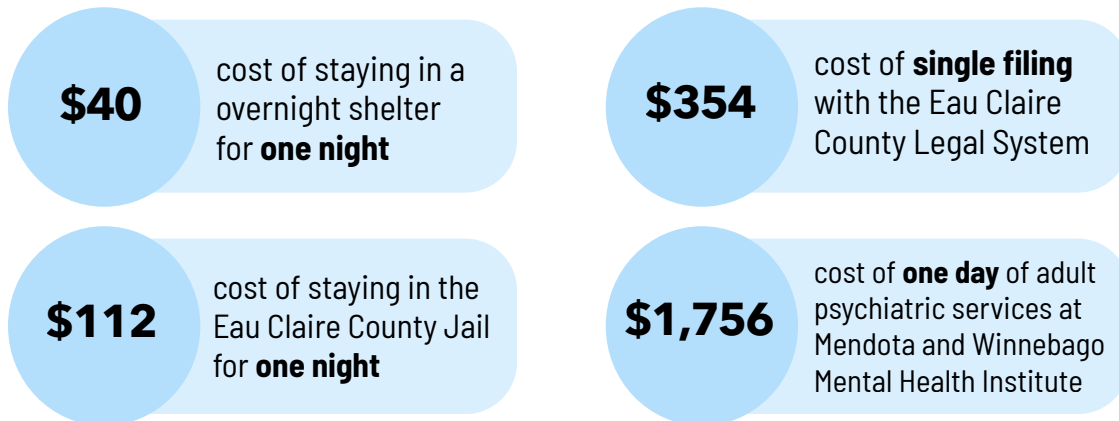 $40
cost of staying in a
overnight shelter
for one night
$354
cost of single filing
with the Eau Claire
County Legal System
$112
cost of staying in the
Eau Claire County Jail
for one night
$1,756
cost of one day of adult
psychiatric services at
Mendota and Winnebago
Mental Health Institute